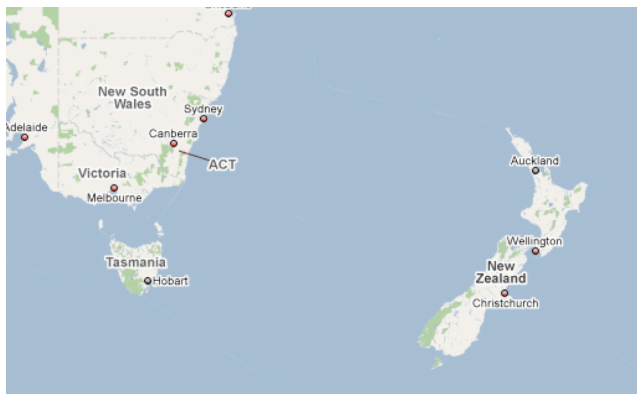 New South
Wales
Sydney
Adelaide
Canberra
ACT
Auckland
Victoria
Melbourne
Wellington
Tasmania
New
Zealand
Hobart
Christchurch